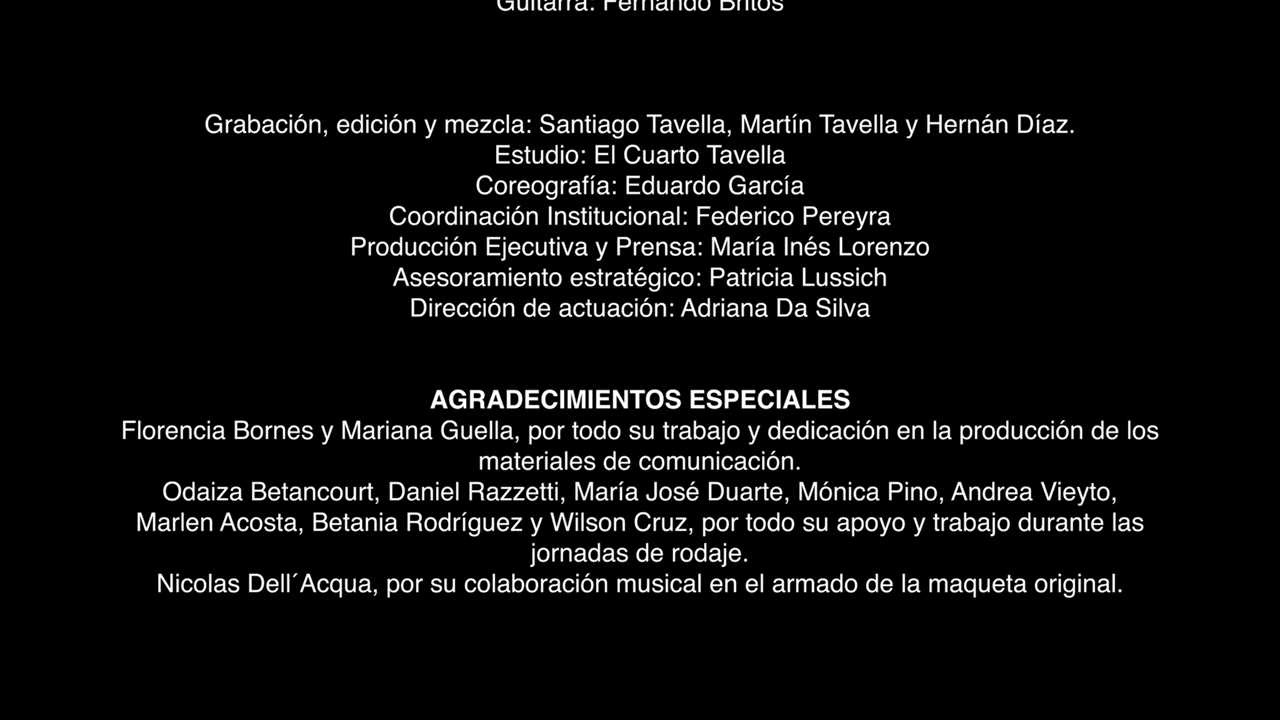 Guitarra: Fernando Britos
Grabación, edición y mezcla: Santiago Tavella, Martín Tavella y Hernán Díaz.
Estudio: El Cuarto Tavella
Coreografía: Eduardo García
Coordinación Institucional: Federico Pereyra
Producción Ejecutiva y Prensa: María Inés Lorenzo
Asesoramiento estratégico: Patricia Lussich
Dirección de actuación: Adriana Da Silva
AGRADECIMIENTOS ESPECIALES
Florencia Bornes y Mariana Guella, por todo su trabajo y dedicación en la producción de los
materiales de comunicación.
Odaiza Betancourt, Daniel Razzetti, María José Duarte, Mónica Pino, Andrea Vieyto,
Marlen Acosta, Betania Rodríguez y Wilson Cruz, por todo su apoyo y trabajo durante las
jornadas de rodaje.
Nicolas Dell´Acqua, por su colaboración musical en el armado de la maqueta original.